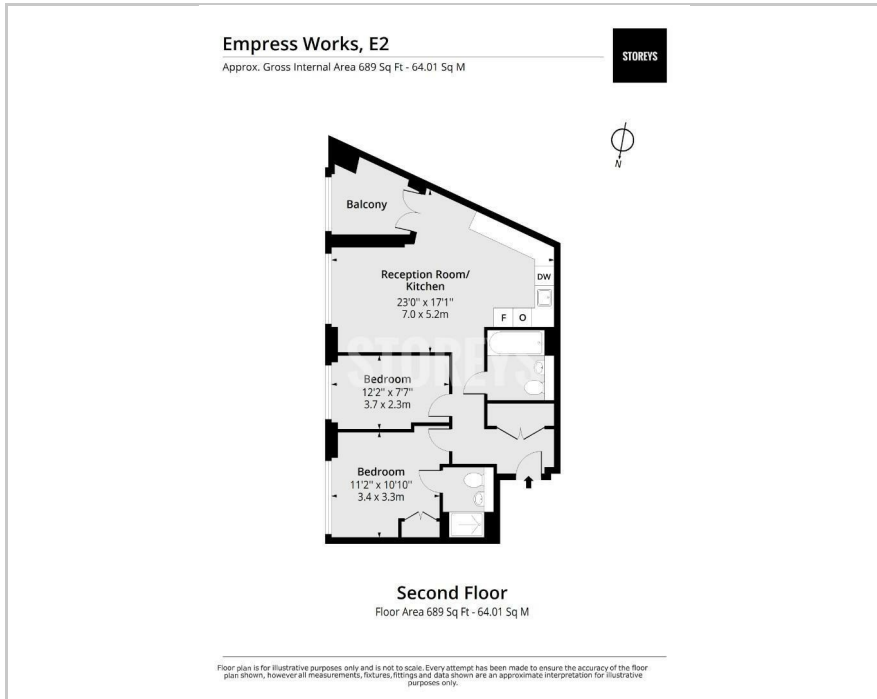 Empress Works, E2
Approx. Gross Internal Area 689 Sq Ft - 64.01 Sq M
STOREYS
N
Balcony
Reception Room/
Kitchen
23'0" x 17'1"
7.0 x 5.2m
DW
F O
STOREYS
Bedroom
12'2" x 7'7"
3.7 x 2.3m
Bedroom
11'2" x 10'10"
3.4 x 3.3m
Second Floor
Floor Area 689 Sq Ft - 64.01 Sq M
Floor plan is for illustrative purposes only and is not to scale. Every attempt has been made to ensure the accuracy of the floor
plan shown, however all measurements, fixtures, fittings and data shown are an approximate interpretation for illustrative
purposes only.